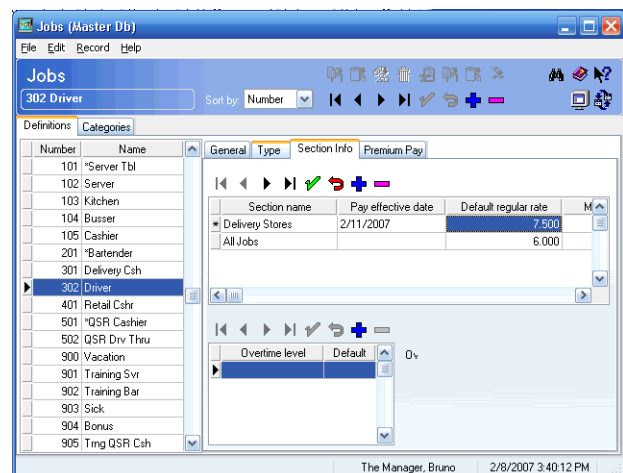 Jobs (Master Db)
File Edit Record Help
Jobs
302 Driver
Sort by: Number
Definitions Categories
Number Name
101 *Server Tbl
102 Server
103 Kitchen
104 Busser
105 Cashier
201 *Bartender
301 Delivery Csh
302 Driver
401 Retail Cshr
501 *QSR Cashier
502 QSR Drv Thru
900 Vacation
901 Training Svr
902 Training Bar
903 Sick
904 Bonus
905 Trng QSR Csh
General Type Section Info Premium Pay
Section name Pay effective date Default regular rate M
* Delivery Stores 2/11/2007 7.500
All Jobs 6.000
Overtime level Default
Ov
The Manager, Bruno 2/8/2007 3:40:12 PM